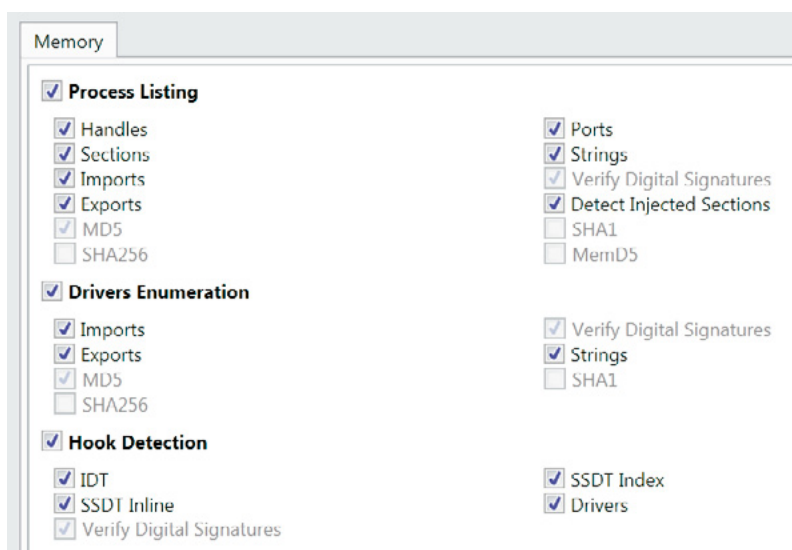 Memory
Process Listing
Handles
Ports
Sections
Strings
Imports
Verify Digital Signatures
Exports
Detect Injected Sections
MD5
SHA1
SHA256
MemD5
Drivers Enumeration
Imports
Verify Digital Signatures
Exports
Strings
MD5
SHA1
SHA256
Hook Detection
IDT
SSDT Index
SSDT Inline
Drivers
Verify Digital Signatures